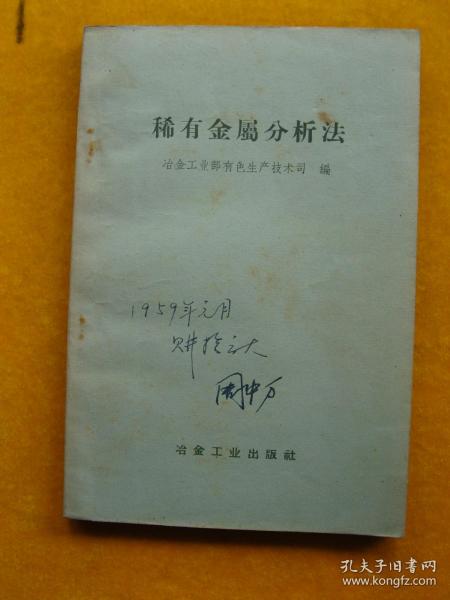 稀有金屬分析法
冶金工业部有色生产技术司 編
1959年元月
冶金工业出版社
孔夫子旧书网
www.kongfz.com